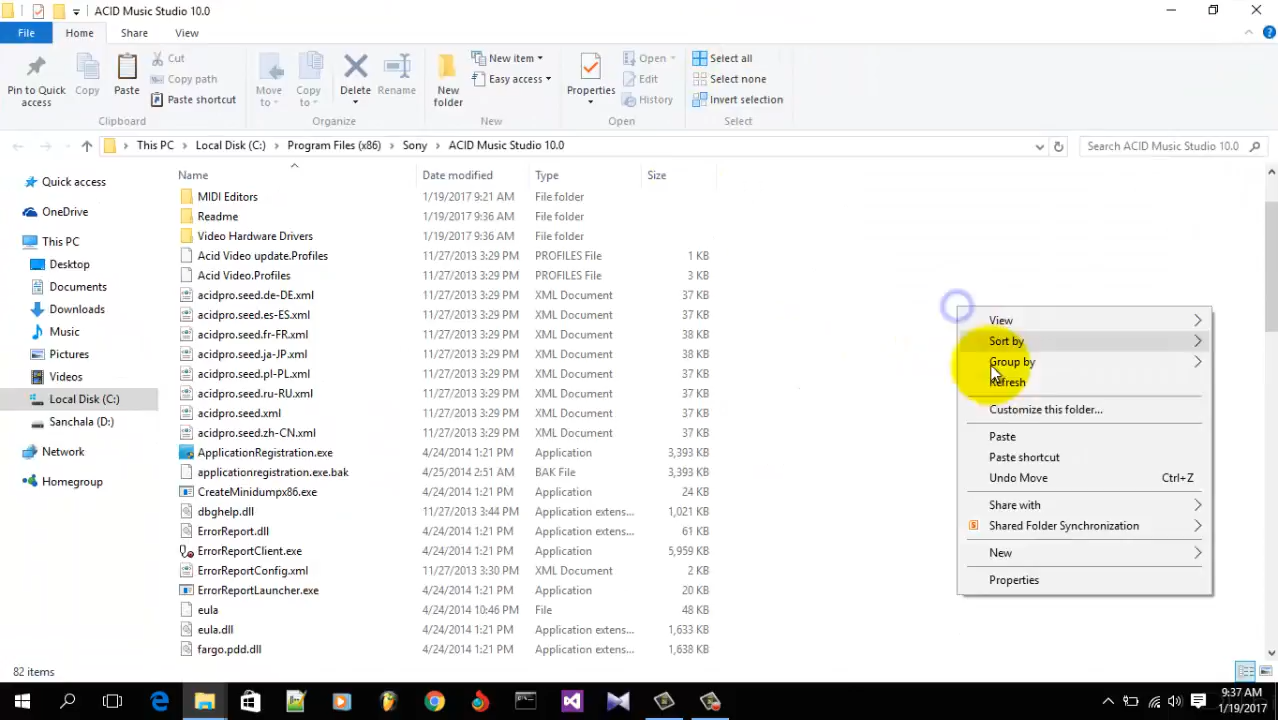 ACID Music Studio 10.0
File Home Share View
Pin to Quick access
Copy
Paste
Cut
Copy path
Paste shortcut
Clipboard
Move to
Copy to
Delete
Rename
Organize
New folder
New item
Easy access
New
Properties
Open
Edit
History
Open
Select all
Select none
Invert selection
Select
This PC Local Disk (C:) Program Files (x86) Sony ACID Music Studio 10.0
Search ACID Music Studio 10.0
Quick access
OneDrive
This PC
Desktop
Documents
Downloads
Music
Pictures
Videos
Local Disk (C:)
Sanchala (D:)
Network
Homegroup
Name Date modified Type Size
MIDI Editors 1/19/2017 9:21 AM File folder
Readme 1/19/2017 9:36 AM File folder
Video Hardware Drivers 1/19/2017 9:36 AM File folder
Acid Video update.Profiles 11/27/2013 3:29 PM PROFILES File 1 KB
Acid Video.Profiles 11/27/2013 3:29 PM PROFILES File 3 KB
acidpro.seed.de-DE.xml 11/27/2013 3:29 PM XML Document 37 KB
acidpro.seed.es-ES.xml 11/27/2013 3:29 PM XML Document 37 KB
acidpro.seed.fr-FR.xml 11/27/2013 3:29 PM XML Document 38 KB
acidpro.seed.ja-JP.xml 11/27/2013 3:29 PM XML Document 38 KB
acidpro.seed.pl-PL.xml 11/27/2013 3:29 PM XML Document 37 KB
acidpro.seed.ru-RU.xml 11/27/2013 3:29 PM XML Document 37 KB
acidpro.seed.xml 11/27/2013 3:29 PM XML Document 37 KB
acidpro.seed.zh-CN.xml 11/27/2013 3:29 PM XML Document 37 KB
ApplicationRegistration.exe 4/24/2014 1:21 PM Application 3,393 KB
applicationregistration.exe.bak 4/25/2014 2:51 AM BAK File 3,393 KB
CreateMinidumpx86.exe 4/24/2014 1:21 PM Application 24 KB
dbghelp.dll 11/27/2013 3:44 PM Application extens... 1,021 KB
ErrorReport.dll 4/24/2014 1:21 PM Application extens... 61 KB
ErrorReportClient.exe 4/24/2014 1:21 PM Application 5,959 KB
ErrorReportConfig.xml 11/27/2013 3:30 PM XML Document 2 KB
ErrorReportLauncher.exe 4/24/2014 1:21 PM Application 20 KB
eula 4/24/2014 10:46 PM File 48 KB
eula.dll 4/24/2014 1:21 PM Application extens... 1,633 KB
fargo.pdd.dll 4/24/2014 1:21 PM Application extens... 1,638 KB
View
Sort by
Group by
Refresh
Customize this folder...
Paste
Paste shortcut
Undo Move Ctrl+Z
Share with
Shared Folder Synchronization
New
Properties
82 items
9:37 AM
1/19/2017